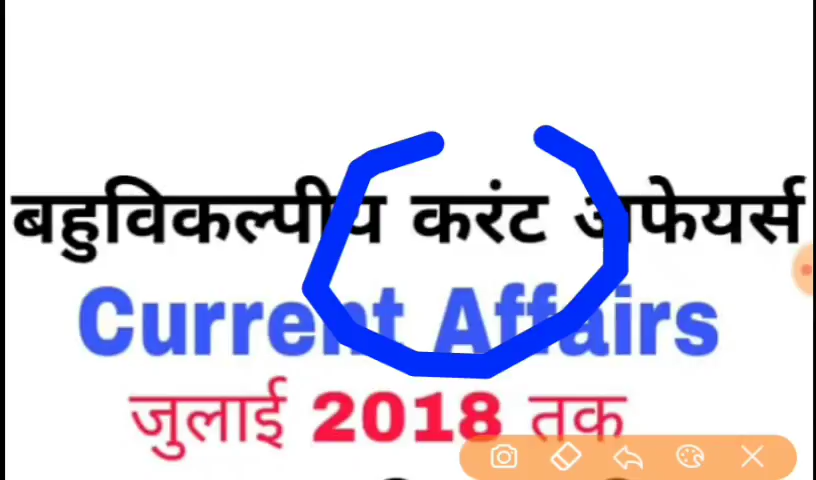 बहुविकल्पीय करंट अफेयर्स
Current Affairs
जुलाई 2018 तक